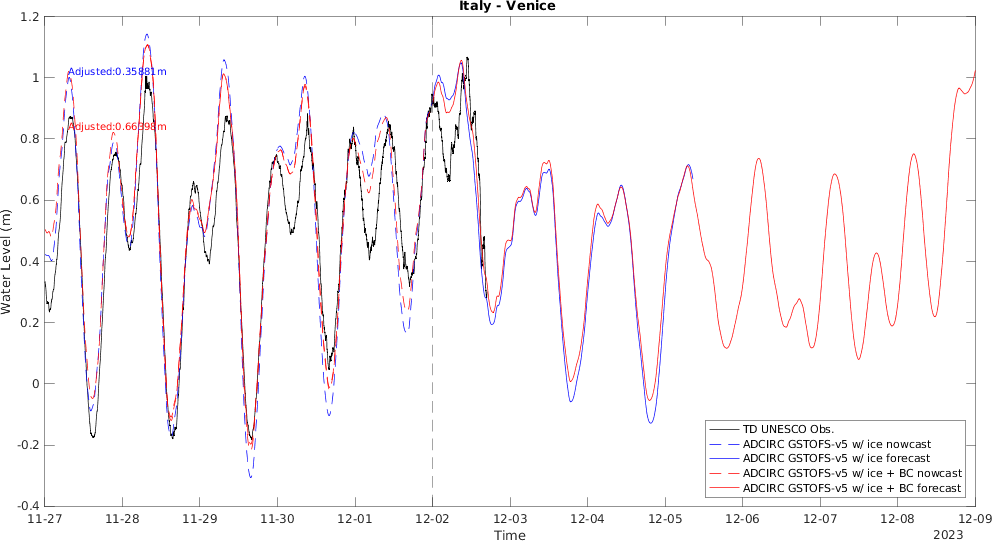 Italy - Venice
1.2
1
0.8
0.6
0.4
0.2
0
-0.2
-0.4
Water Level (m)
Adjusted:0.35881m
Adjusted:0.66398m
TD UNESCO Obs.
ADCIRC GSTOFS-v5 w/ ice nowcast
ADCIRC GSTOFS-v5 w/ ice forecast
ADCIRC GSTOFS-v5 w/ ice + BC nowcast
ADCIRC GSTOFS-v5 w/ ice + BC forecast
11-27 11-28 11-29 11-30 12-01 12-02 12-03 12-04 12-05 12-06 12-07 12-08 12-09
Time
2023